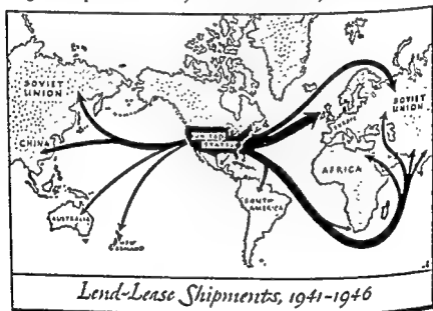 SOVIET
UNION
CHINA
UNITED
STATES
AUSTRALIA
NEW
ZEALAND
SOUTH
AMERICA
AFRICA
SOVIET
UNION
Lend-Lease Shipments, 1941-1946